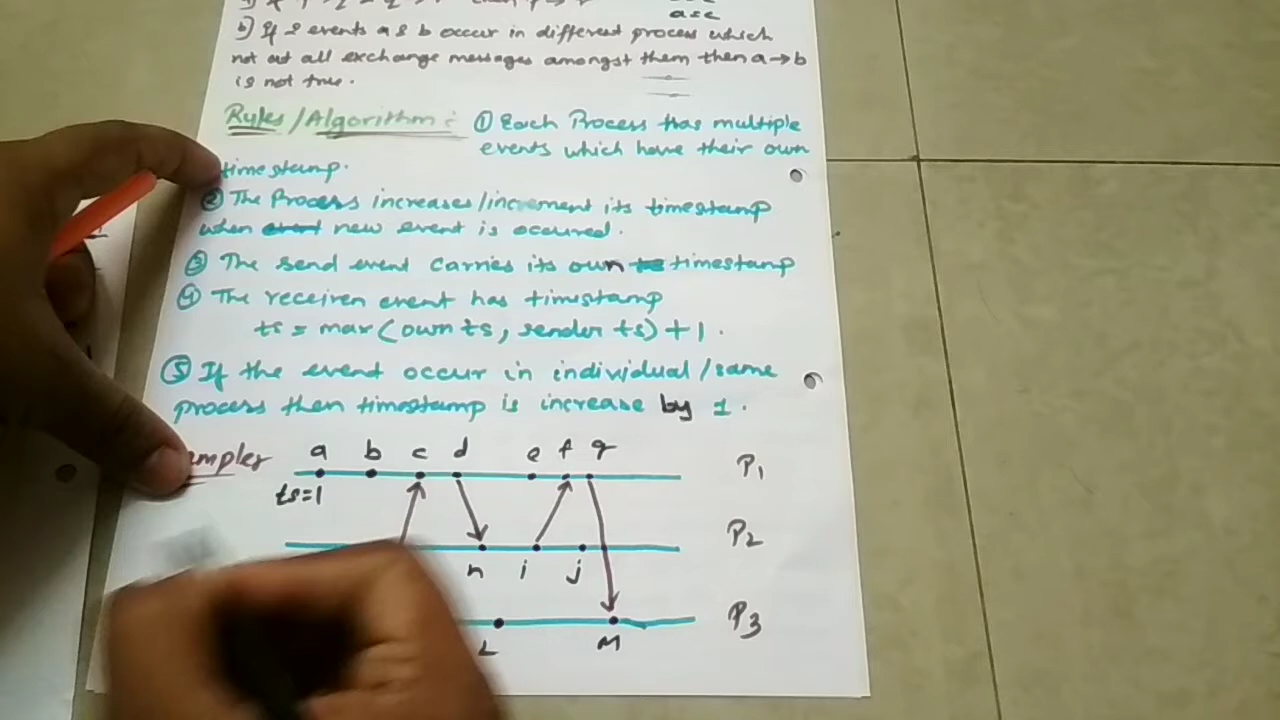 a≤c
b) If 2 events a & b occur in different process which
not at all exchange messages amongst them then a → b
is not true.
Rules/Algorithm : ① Each Process has multiple
events which have their own
timestamp.
② The Process increases/increment its timestamp
when event new event is occured.
③ The send event carries its own ts timestamp
④ The receiren event has timestamp
ts = max (own ts, sender ts) + 1.
⑤ If the event occur in individual/same
process then timestamp is increase by 1.
amples
a b c d e f g P1
ts=1
P2
h i j
P3
L M